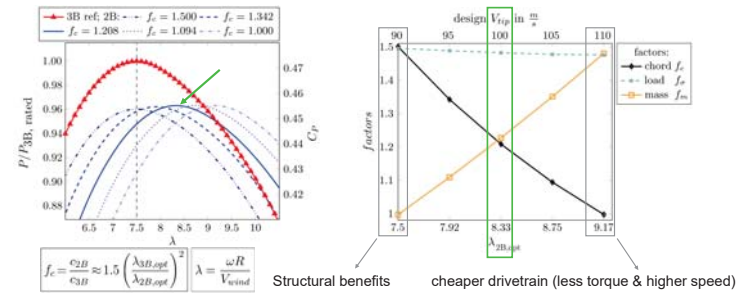 3B ref; 2B: f_c = 1.500 f_c = 1.342
f_c = 1.208 f_c = 1.094 f_c = 1.000
P/P_3B, rated
1.00
0.98
0.96
0.94
0.92
0.90
0.88
0.47
0.46
0.45
0.44
0.43
0.42
C_P
6.5 7 7.5 8 8.5 9 9.5 10
λ
f_c = c_2B / c_3B ≈ 1.5 (λ_3B,opt / λ_2B,opt)^2
λ = ωR / V_wind
design V_tip in m/s
90 95 100 105 110
factors
1.5
1.4
1.3
1.2
1.1
1
7.5 7.92 8.33 8.75 9.17
λ_2B,opt
factors:
chord f_c
load f_σ
mass f_m
Structural benefits
cheaper drivetrain (less torque & higher speed)